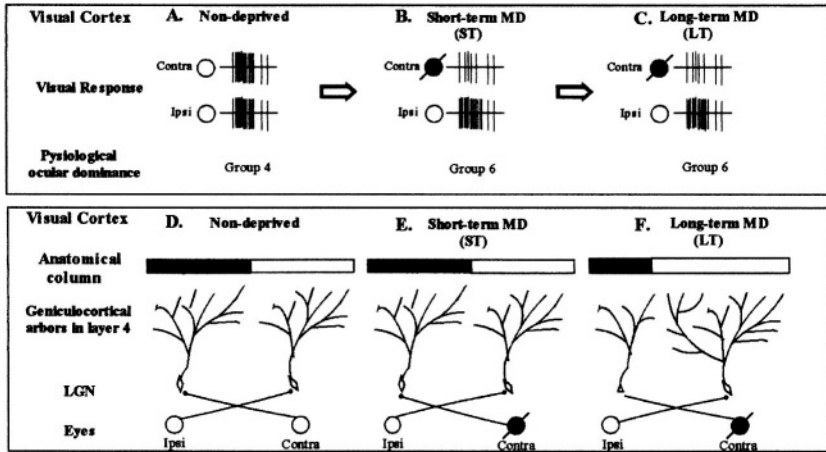 Visual Cortex A. Non-deprived B. Short-term MD (ST) C. Long-term MD (LT)
Contra Contra Contra
Visual Response
Ipsi Ipsi Ipsi
Pysiological ocular dominance Group 4 Group 6 Group 6
Visual Cortex D. Non-deprived E. Short-term MD (ST) F. Long-term MD (LT)
Anatomical column
Geniculocortical arbors in layer 4
LGN
Eyes
Ipsi Contra Ipsi Contra Ipsi Contra